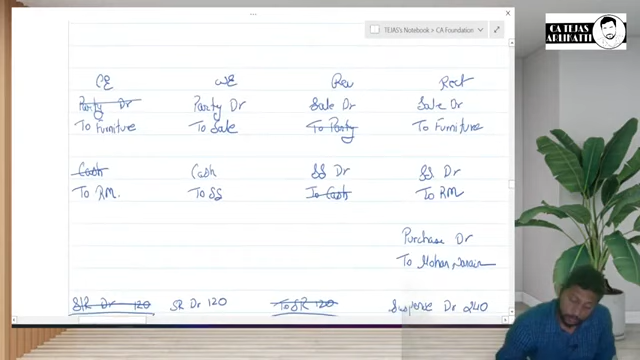 TEJAS's Notebook > CA Foundation
CA TEJAS
ARLIKATTI
CE WE Rev Rect
Party Dr Party Dr Sale Dr Sale Dr
To Furniture To Sale To Party To Furniture
Cash Cash SS Dr SS Dr
To RM. To SS To Cash To RM
Purchase Dr
To Mohan Narain
S/R Dr 120 SR Dr 120 To SR 120 Suspense Dr 240